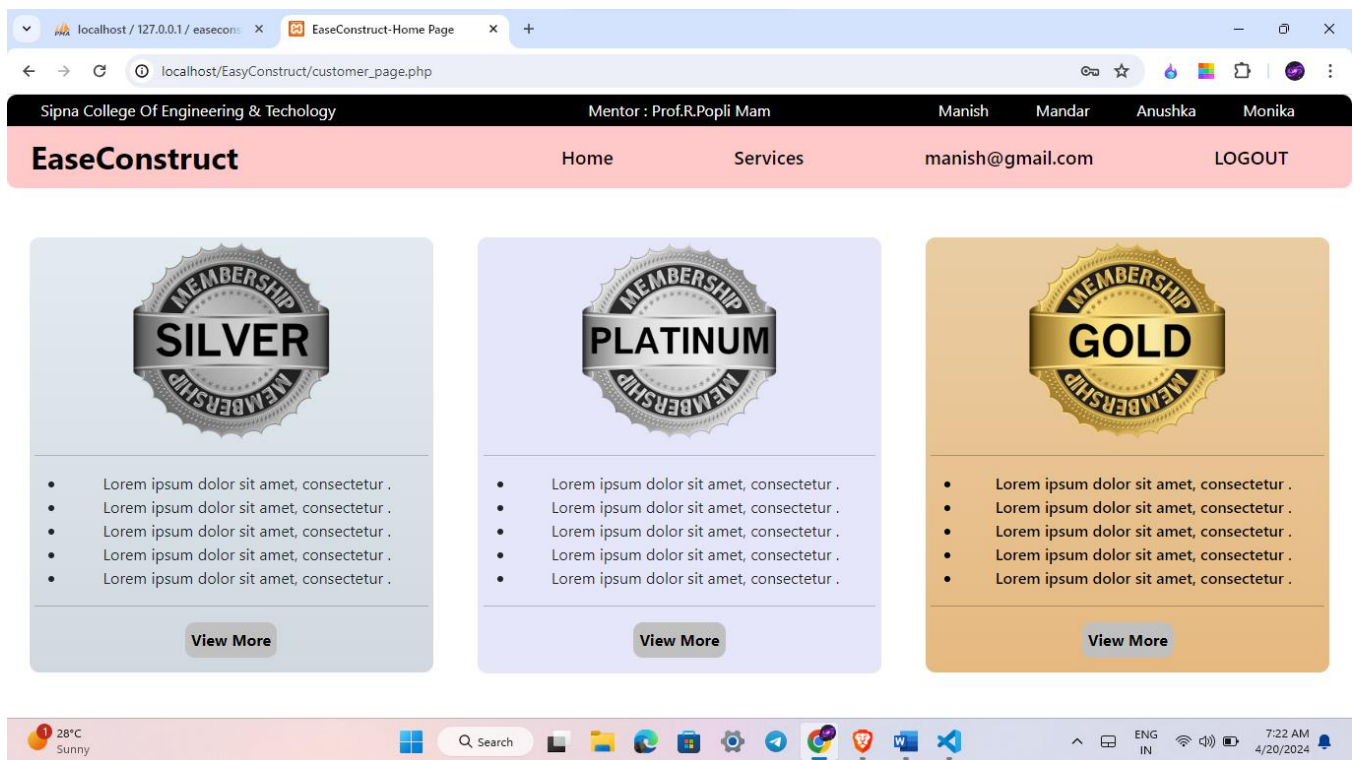 localhost / 127.0.0.1 / easecons
EaseConstruct-Home Page
localhost/EasyConstruct/customer_page.php
Sipna College Of Engineering & Techology Mentor : Prof.R.Popli Mam Manish Mandar Anushka Monika
EaseConstruct Home Services manish@gmail.com LOGOUT
MEMBERSHIP
SILVER
MEMBERSHIP
Lorem ipsum dolor sit amet, consectetur .
Lorem ipsum dolor sit amet, consectetur .
Lorem ipsum dolor sit amet, consectetur .
Lorem ipsum dolor sit amet, consectetur .
Lorem ipsum dolor sit amet, consectetur .
View More
MEMBERSHIP
PLATINUM
MEMBERSHIP
Lorem ipsum dolor sit amet, consectetur .
Lorem ipsum dolor sit amet, consectetur .
Lorem ipsum dolor sit amet, consectetur .
Lorem ipsum dolor sit amet, consectetur .
Lorem ipsum dolor sit amet, consectetur .
View More
MEMBERSHIP
GOLD
MEMBERSHIP
Lorem ipsum dolor sit amet, consectetur .
Lorem ipsum dolor sit amet, consectetur .
Lorem ipsum dolor sit amet, consectetur .
Lorem ipsum dolor sit amet, consectetur .
Lorem ipsum dolor sit amet, consectetur .
View More
1
28°C
Sunny
Search
ENG
IN
7:22 AM
4/20/2024